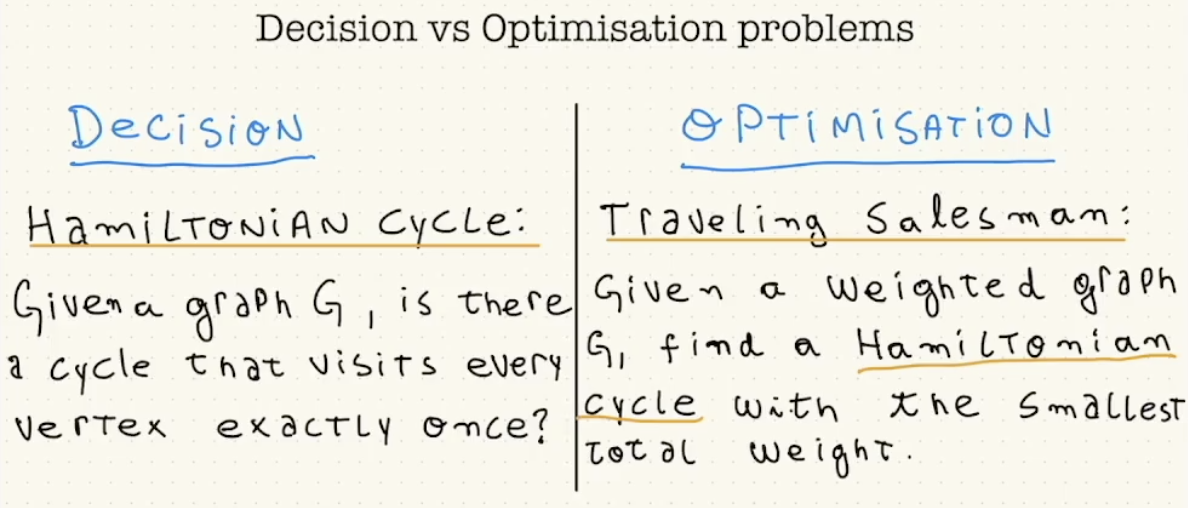 Decision vs Optimisation problems
Decision
Hamiltonian Cycle:
Given a graph G, is there
a cycle that visits every
vertex exactly once?
Optimisation
Traveling Salesman:
Given a weighted graph
G, find a Hamiltonian
cycle with the smallest
total weight.